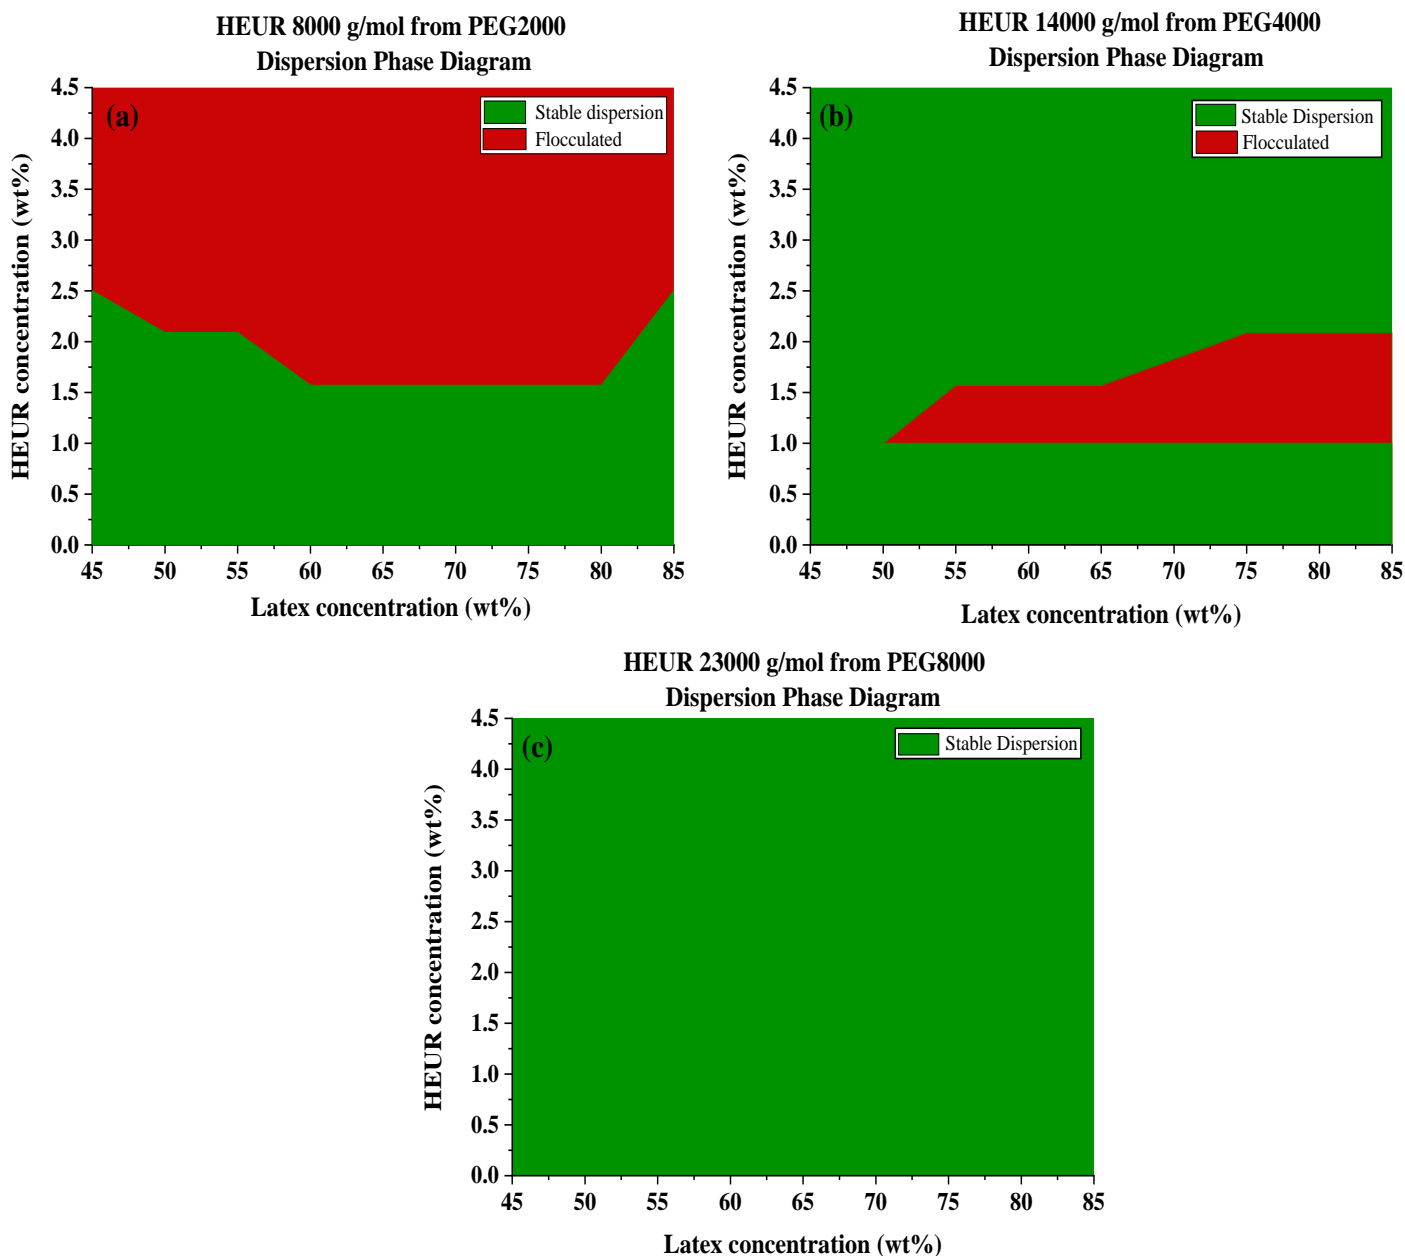 HEUR 8000 g/mol from PEG2000
Dispersion Phase Diagram
(a)
Stable dispersion
Flocculated
HEUR concentration (wt%)
4.5
4.0
3.5
3.0
2.5
2.0
1.5
1.0
0.5
0.0
45 50 55 60 65 70 75 80 85
Latex concentration (wt%)
HEUR 14000 g/mol from PEG4000
Dispersion Phase Diagram
(b)
Stable Dispersion
Flocculated
HEUR concentration (wt%)
4.5
4.0
3.5
3.0
2.5
2.0
1.5
1.0
0.5
0.0
45 50 55 60 65 70 75 80 85
Latex concentration (wt%)
HEUR 23000 g/mol from PEG8000
Dispersion Phase Diagram
(c)
Stable Dispersion
HEUR concentration (wt%)
4.5
4.0
3.5
3.0
2.5
2.0
1.5
1.0
0.5
0.0
45 50 55 60 65 70 75 80 85
Latex concentration (wt%)